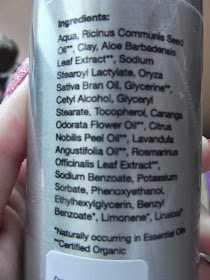 Ingredients:
Aqua, Ricinus Communis Seed
Oil**, Clay, Aloe Barbadensis
Leaf Extract**, Sodium
Stearoyl Lactylate, Oryza
Sativa Bran Oil, Glycerine**,
Cetyl Alcohol, Glyceryl
Stearate, Tocopherol, Cananga
Odorata Flower Oil**, Citrus
Nobilis Peel Oil**, Lavandula
Angustifolia Oil**, Rosmarinus
Officinalis Leaf Extract**,
Sodium Benzoate, Potassium
Sorbate, Phenoxyethanol,
Ethylhexylglycerin, Benzyl
Benzoate*, Limonene*, Linalool*
*Naturally occurring in Essential Oils
**Certified Organic